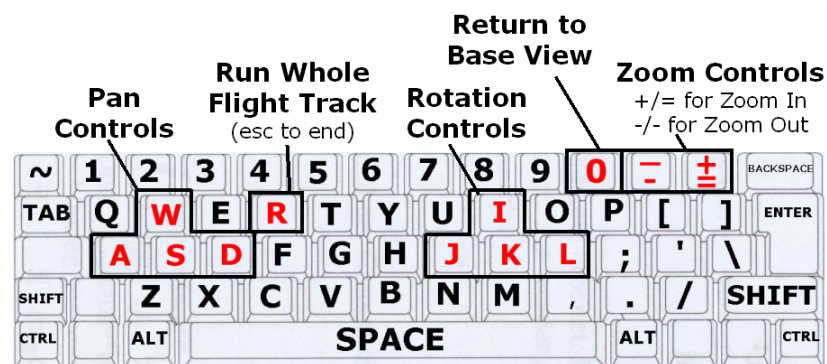 Return to
Base View
Run Whole
Flight Track
(esc to end)
Zoom Controls
+/= for Zoom In
-/- for Zoom Out
Pan
Controls
Rotation
Controls
~ 1 2 3 4 5 6 7 8 9 0 — - + = BACKSPACE
TAB Q W E R T Y U I O P [ ] ENTER
A S D F G H J K L ; ' \
SHIFT Z X C V B N M , . / SHIFT
CTRL ALT SPACE ALT CTRL